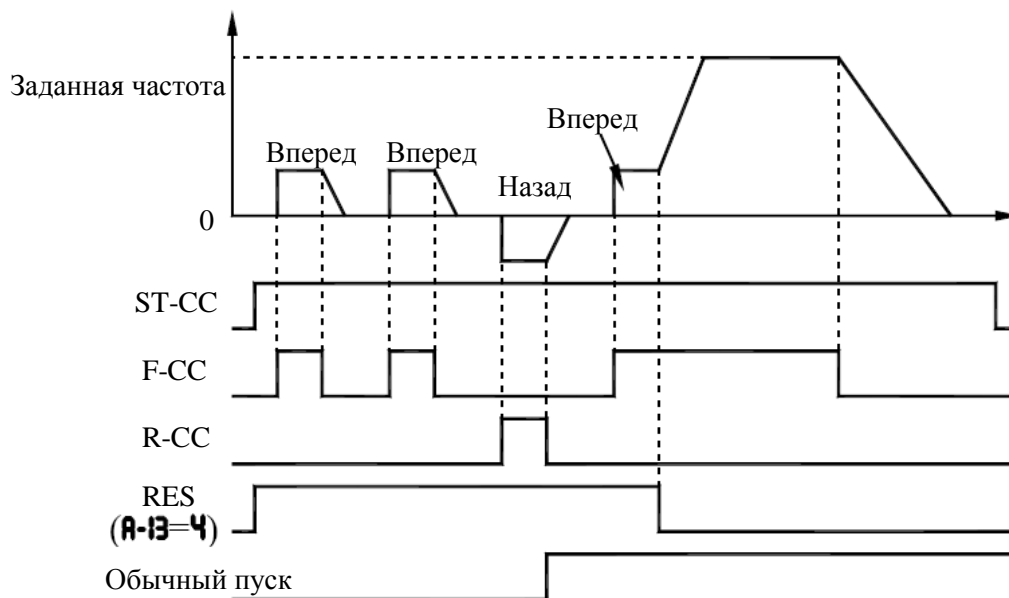 Заданная частота
Вперед
Вперед
Вперед
Назад
0
ST-CC
F-CC
R-CC
RES
(A-13=4)
Обычный пуск